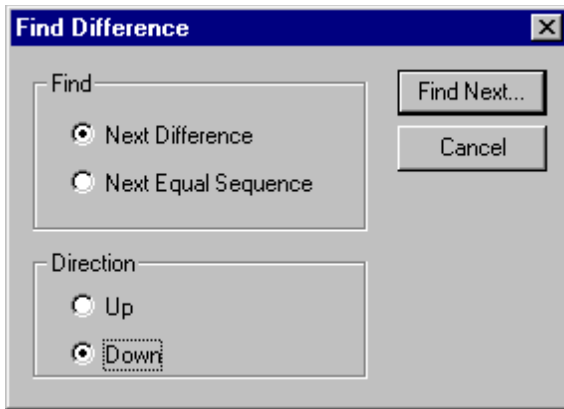 Find Difference
Find
Next Difference
Next Equal Sequence
Find Next...
Cancel
Direction
Up
Down